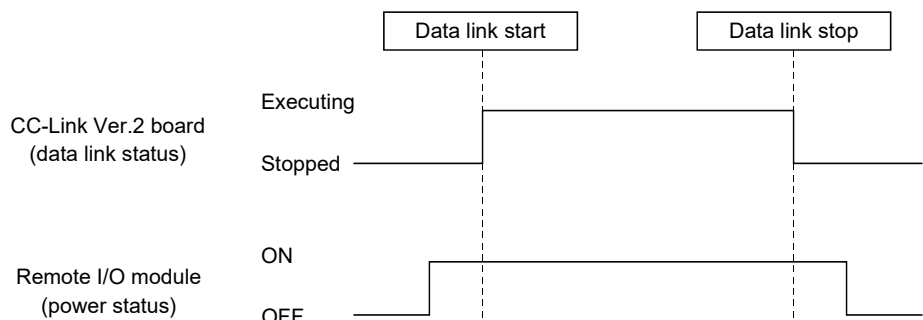 Data link start
Data link stop
Executing
CC-Link Ver.2 board
(data link status)
Stopped
ON
Remote I/O module
(power status)
OFF